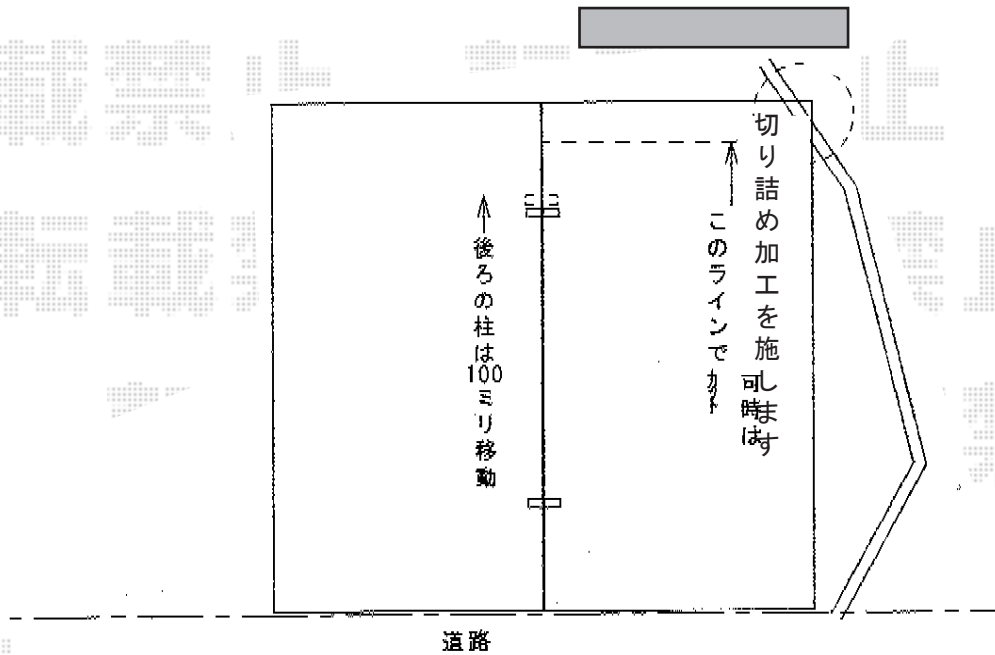 切り詰め加工を施します
可時は
このラインでカット
後ろの柱は100ミリ移動
道路